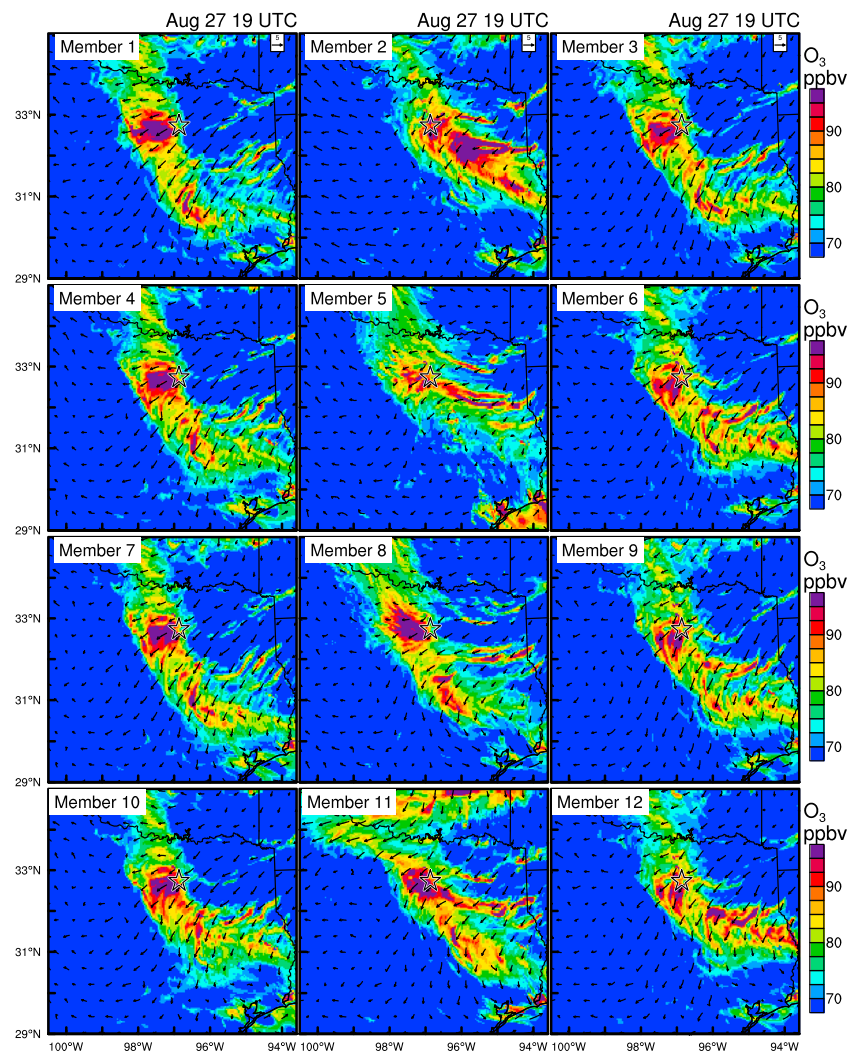 Aug 27 19 UTC Aug 27 19 UTC Aug 27 19 UTC
Member 1 5 Member 2 5 Member 3 5
O3
ppbv
33°N 90
31°N 80
29°N 70
Member 4 Member 5 Member 6
O3
ppbv
33°N 90
31°N 80
29°N 70
Member 7 Member 8 Member 9
O3
ppbv
33°N 90
31°N 80
29°N 70
Member 10 Member 11 Member 12
O3
ppbv
33°N 90
31°N 80
29°N 70
100°W 98°W 96°W 94°W 100°W 98°W 96°W 94°W 100°W 98°W 96°W 94°W